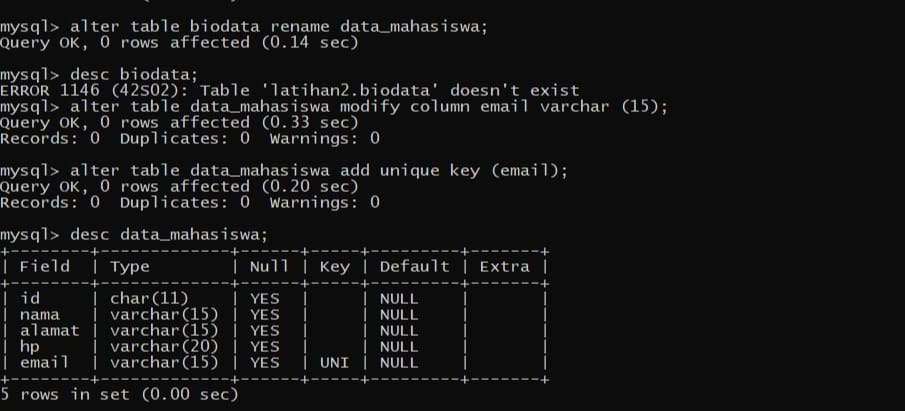 mysql> alter table biodata rename data_mahasiswa;
Query OK, 0 rows affected (0.14 sec)
mysql> desc biodata;
ERROR 1146 (42S02): Table 'latihan2.biodata' doesn't exist
mysql> alter table data_mahasiswa modify column email varchar (15);
Query OK, 0 rows affected (0.33 sec)
Records: 0  Duplicates: 0  Warnings: 0
mysql> alter table data_mahasiswa add unique key (email);
Query OK, 0 rows affected (0.20 sec)
Records: 0  Duplicates: 0  Warnings: 0
mysql> desc data_mahasiswa;
+--------+-------------+------+-----+---------+-------+
| Field  | Type        | Null | Key | Default | Extra |
+--------+-------------+------+-----+---------+-------+
| id     | char(11)    | YES  |     | NULL    |       |
| nama   | varchar(15) | YES  |     | NULL    |       |
| alamat | varchar(15) | YES  |     | NULL    |       |
| hp     | varchar(20) | YES  |     | NULL    |       |
| email  | varchar(15) | YES  | UNI | NULL    |       |
+--------+-------------+------+-----+---------+-------+
5 rows in set (0.00 sec)